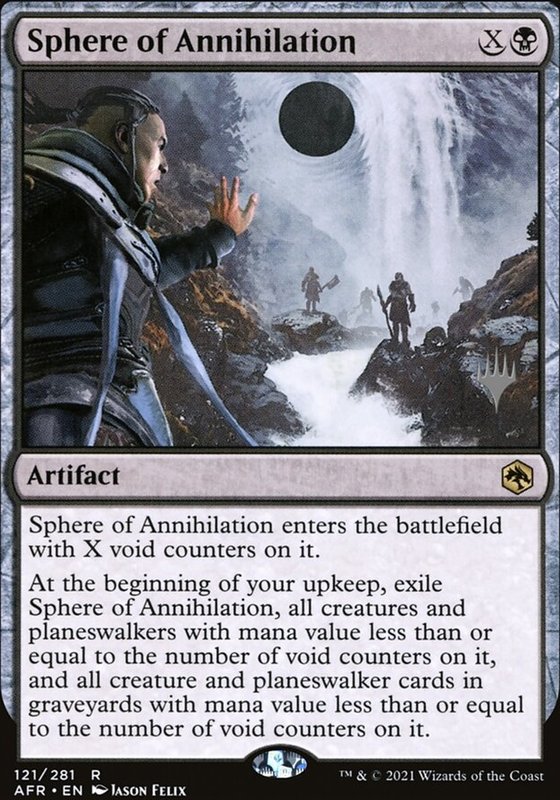 Sphere of Annihilation X
Artifact
Sphere of Annihilation enters the battlefield
with X void counters on it.
At the beginning of your upkeep, exile
Sphere of Annihilation, all creatures and
planeswalkers with mana value less than or
equal to the number of void counters on it,
and all creature and planeswalker cards in
graveyards with mana value less than or equal
to the number of void counters on it.
121/281 R
AFR • EN Jason Felix ™ & © 2021 Wizards of the Coast